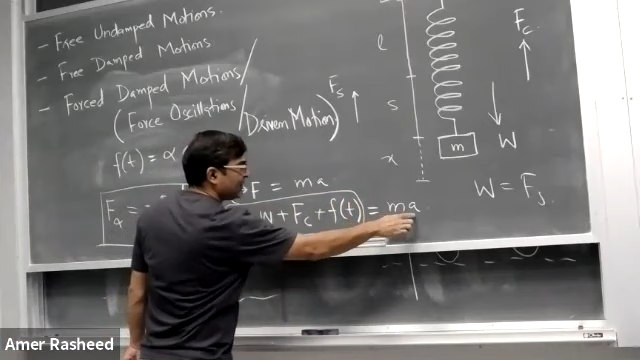 - Free Undamped Motions.
- Free Damped Motions
- Forced Damped Motions/
(Force Oscillations / Driven Motion)
f(t) = α
F = ma
W + F_c + f(t) = ma
l
s
x
F_s
F_c
W
m
W = F_s
Amer Rasheed